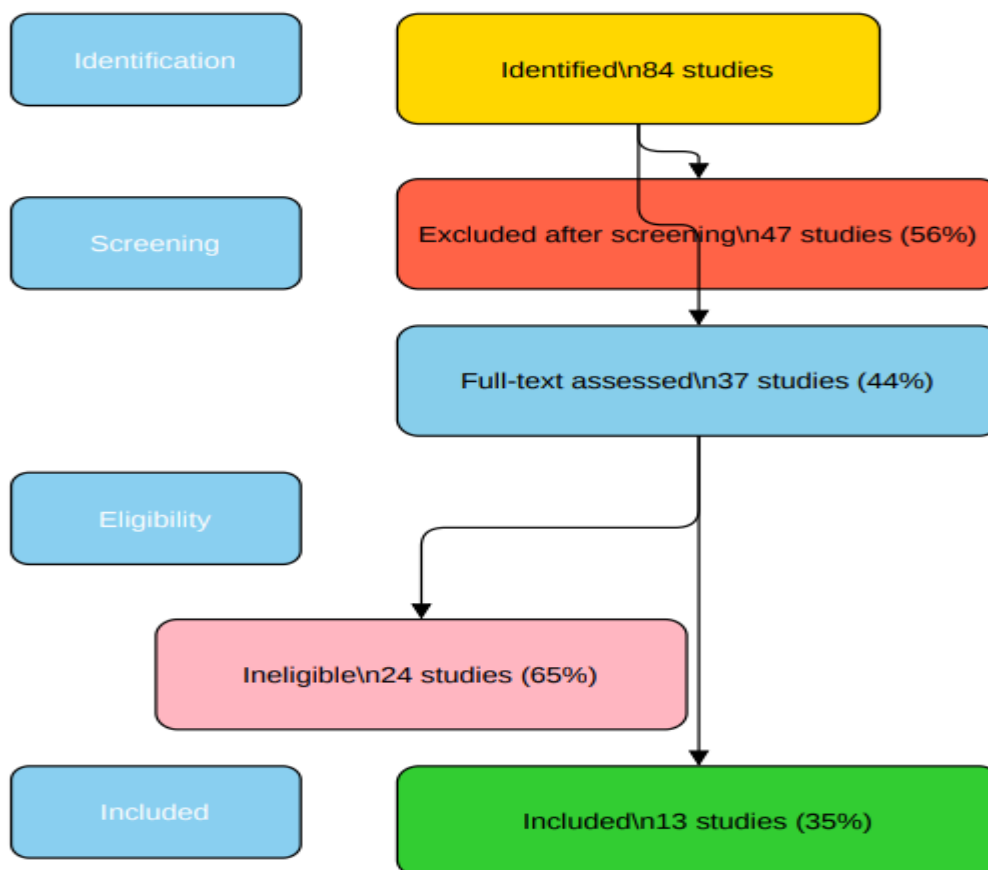 Identification
Identified\n84 studies
Screening
Excluded after screening\n47 studies (56%)
Full-text assessed\n37 studies (44%)
Eligibility
Ineligible\n24 studies (65%)
Included
Included\n13 studies (35%)